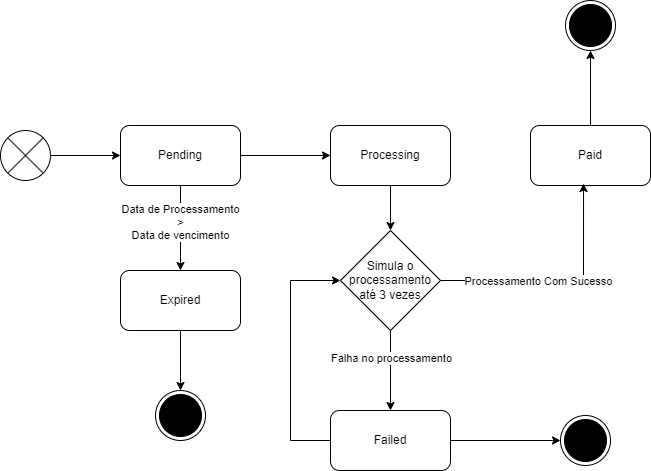 Pending
Processing
Paid
Data de Processamento
>
Data de vencimento
Simula o
processamento
até 3 vezes
Processamento Com Sucesso
Expired
Falha no processamento
Failed